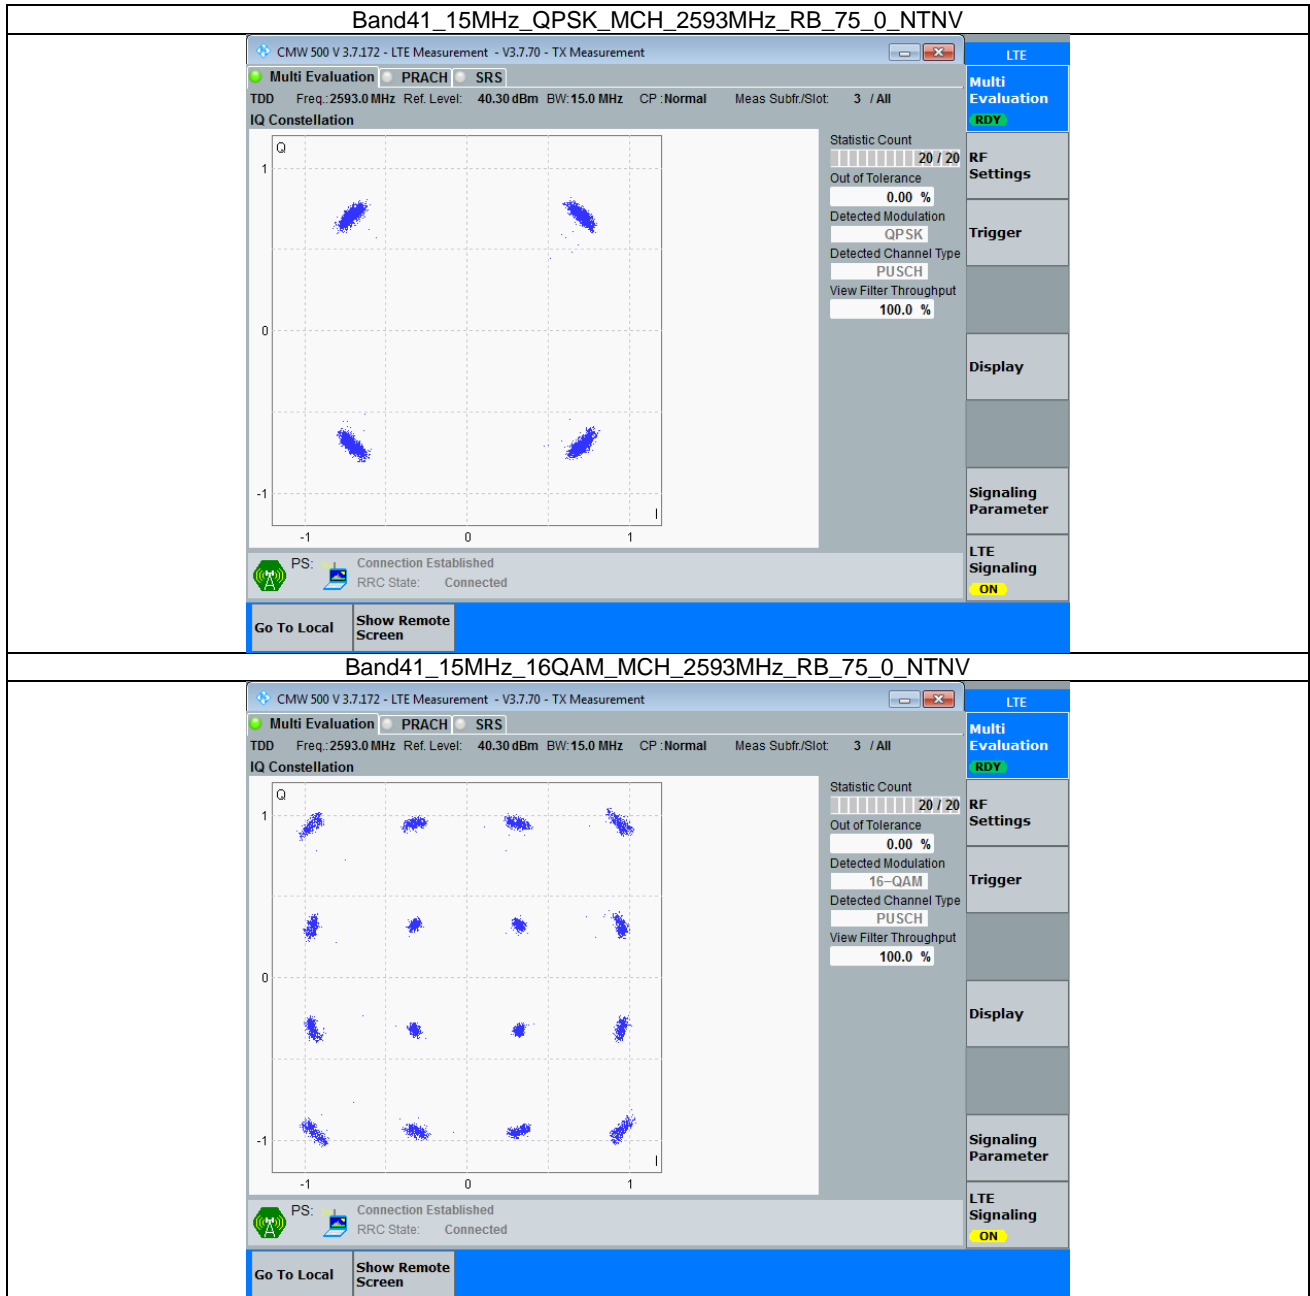 Band41_15MHz_QPSK_MCH_2593MHz_RB_75_0_NTNV
CMW 500 V 3.7.172 - LTE Measurement - V3.7.70 - TX Measurement
LTE
Multi Evaluation PRACH SRS
TDD Freq.: 2593.0 MHz Ref. Level: 40.30 dBm BW: 15.0 MHz CP : Normal Meas Subfr./Slot: 3 / All
IQ Constellation
Multi
Evaluation
RDY
Q
1
0
-1
I
-1 0 1
Statistic Count
20 / 20
Out of Tolerance
0.00 %
Detected Modulation
QPSK
Detected Channel Type
PUSCH
View Filter Throughput
100.0 %
RF
Settings
Trigger
Display
Signaling
Parameter
LTE
Signaling
ON
PS: Connection Established
RRC State: Connected
Go To Local
Show Remote
Screen
Band41_15MHz_16QAM_MCH_2593MHz_RB_75_0_NTNV
CMW 500 V 3.7.172 - LTE Measurement - V3.7.70 - TX Measurement
LTE
Multi Evaluation PRACH SRS
TDD Freq.: 2593.0 MHz Ref. Level: 40.30 dBm BW: 15.0 MHz CP : Normal Meas Subfr./Slot: 3 / All
IQ Constellation
Multi
Evaluation
RDY
Q
1
0
-1
I
-1 0 1
Statistic Count
20 / 20
Out of Tolerance
0.00 %
Detected Modulation
16-QAM
Detected Channel Type
PUSCH
View Filter Throughput
100.0 %
RF
Settings
Trigger
Display
Signaling
Parameter
LTE
Signaling
ON
PS: Connection Established
RRC State: Connected
Go To Local
Show Remote
Screen